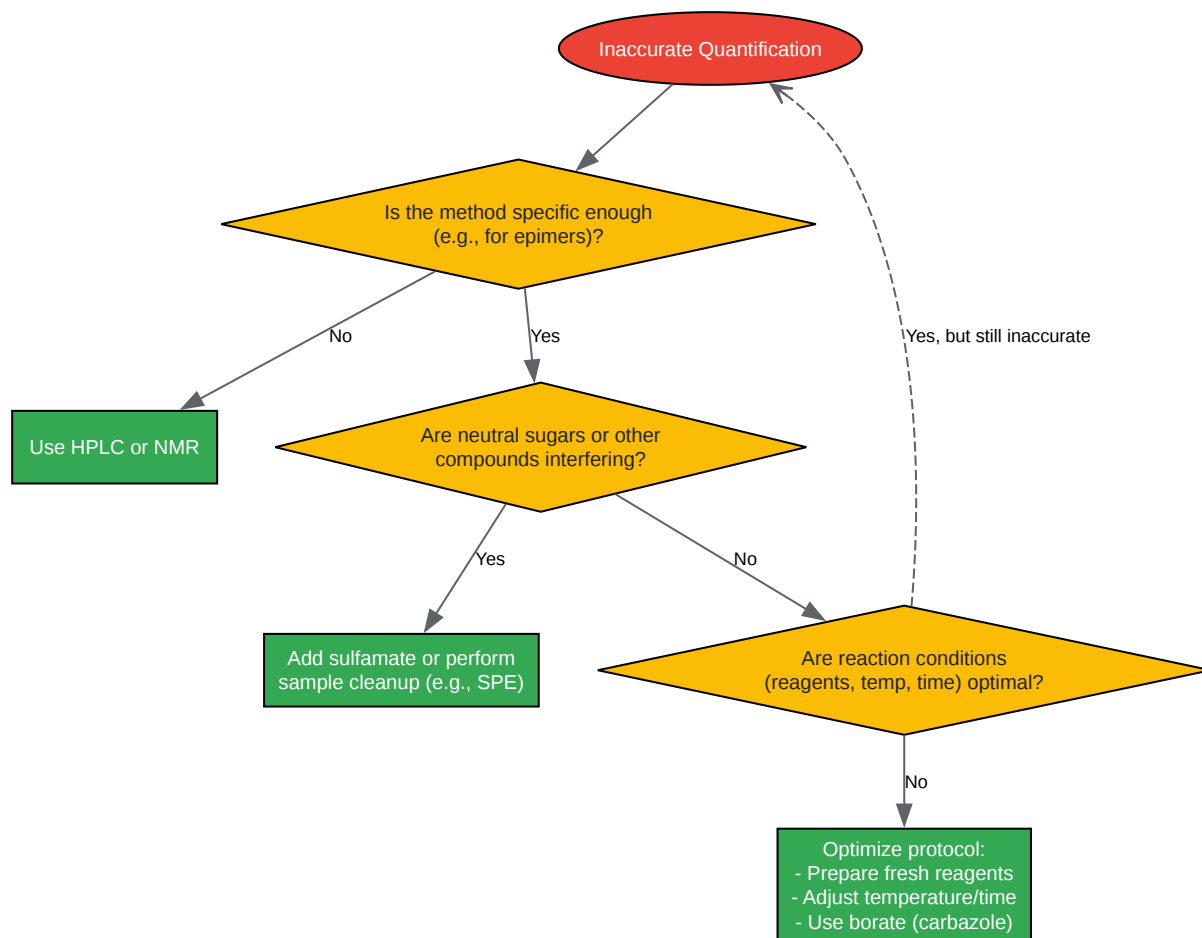 Inaccurate Quantification
Is the method specific enough
(e.g., for epimers)?
Yes, but still inaccurate
No
Yes
Use HPLC or NMR
Are neutral sugars or other
compounds interfering?
Yes
No
Add sulfamate or perform
sample cleanup (e.g., SPE)
Are reaction conditions
(reagents, temp, time) optimal?
No
Optimize protocol:
- Prepare fresh reagents
- Adjust temperature/time
- Use borate (carbazole)